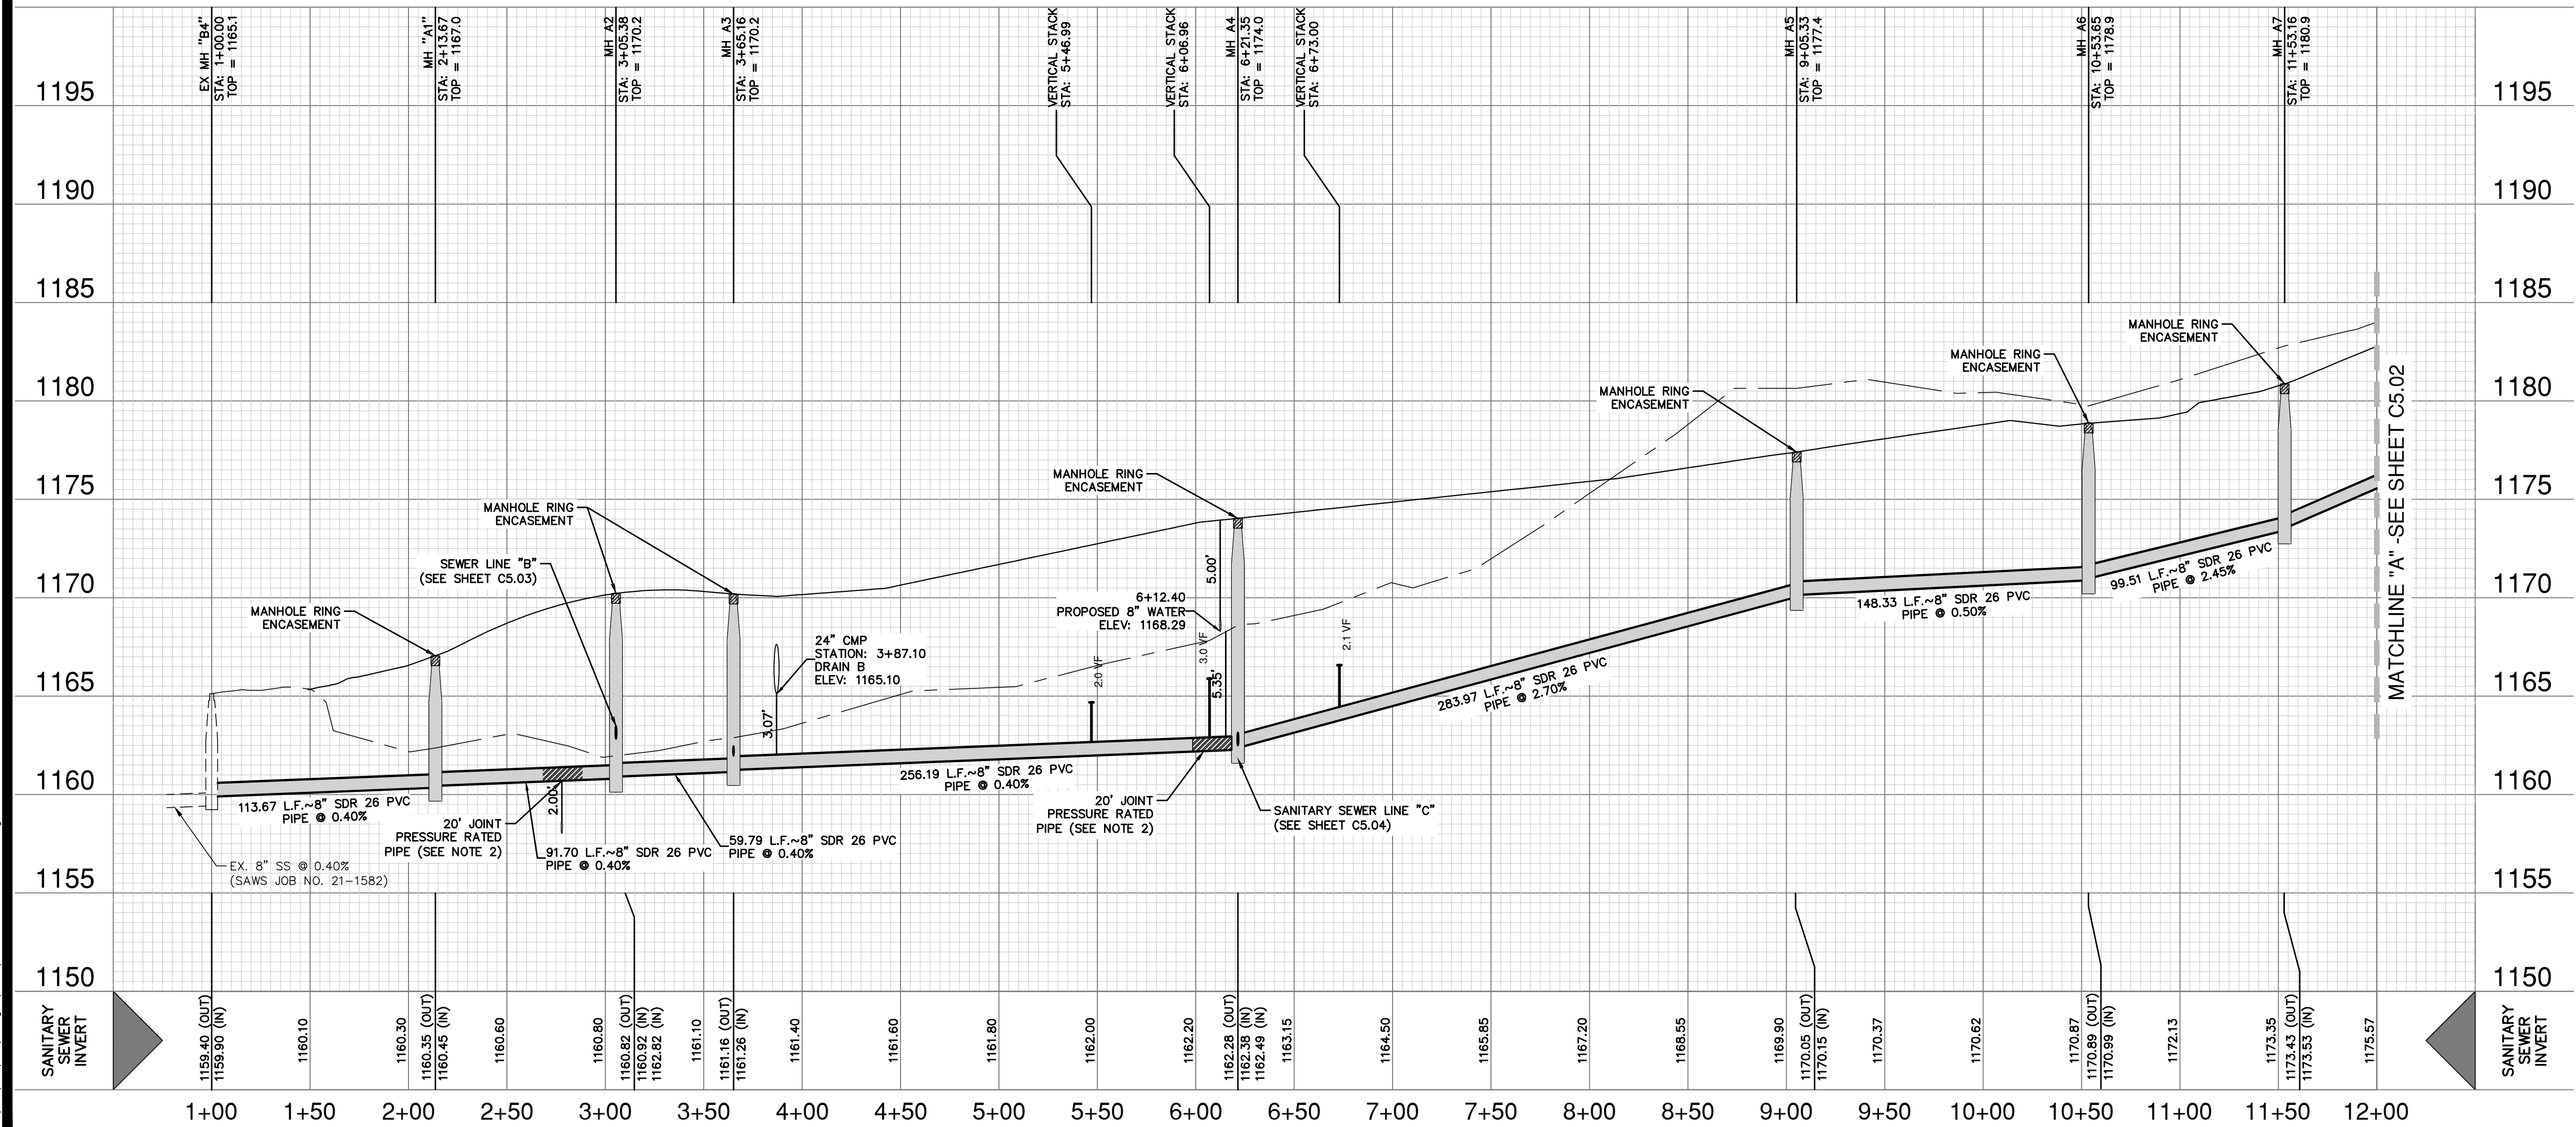 EX MH "B4"
STA: 1+00.00
TOP = 1165.1
MH "A1"
STA: 2+13.67
TOP = 1167.0
MH A2
STA: 3+05.38
TOP = 1170.2
MH A3
STA: 3+65.16
TOP = 1170.2
VERTICAL STACK
STA: 5+46.99
VERTICAL STACK
STA: 6+06.96
MH A4
STA: 6+21.35
TOP = 1174.0
VERTICAL STACK
STA: 6+73.00
MH A5
STA: 9+05.33
TOP = 1177.4
MH A6
STA: 10+53.65
TOP = 1178.9
MH A7
STA: 11+53.16
TOP = 1180.9
1195
1190
1185
1180
1175
1170
1165
1160
1155
1150
1195
1190
1185
1180
1175
1170
1165
1160
1155
1150
MANHOLE RING
ENCASEMENT
MANHOLE RING
ENCASEMENT
SEWER LINE "B"
(SEE SHEET C5.03)
24" CMP
STATION: 3+87.10
DRAIN B
ELEV: 1165.10
3.07'
MANHOLE RING
ENCASEMENT
5.00'
6+12.40
PROPOSED 8" WATER
ELEV: 1168.29
2.0 VF
3.0 VF
5.35'
2.1 VF
MANHOLE RING
ENCASEMENT
MANHOLE RING
ENCASEMENT
MANHOLE RING
ENCASEMENT
MATCHLINE "A" -SEE SHEET C5.02
113.67 L.F.~8" SDR 26 PVC
PIPE @ 0.40%
EX. 8" SS @ 0.40%
(SAWS JOB NO. 21-1582)
20' JOINT
PRESSURE RATED
PIPE (SEE NOTE 2)
2.00'
91.70 L.F.~8" SDR 26 PVC
PIPE @ 0.40%
59.79 L.F.~8" SDR 26 PVC
PIPE @ 0.40%
256.19 L.F.~8" SDR 26 PVC
PIPE @ 0.40%
20' JOINT
PRESSURE RATED
PIPE (SEE NOTE 2)
SANITARY SEWER LINE "C"
(SEE SHEET C5.04)
283.97 L.F.~8" SDR 26 PVC
PIPE @ 2.70%
148.33 L.F.~8" SDR 26 PVC
PIPE @ 0.50%
99.51 L.F.~8" SDR 26 PVC
PIPE @ 2.45%
SANITARY
SEWER
INVERT
1159.40 (OUT)
1159.90 (IN)
1160.10
1160.30
1160.35 (OUT)
1160.45 (IN)
1160.60
1160.80
1160.82 (OUT)
1160.92 (IN)
1162.82 (IN)
1161.10
1161.16 (OUT)
1161.26 (IN)
1161.40
1161.60
1161.80
1162.00
1162.20
1162.28 (OUT)
1162.38 (IN)
1162.49 (IN)
1163.15
1164.50
1165.85
1167.20
1168.55
1169.90
1170.05 (OUT)
1170.15 (IN)
1170.37
1170.62
1170.87
1170.89 (OUT)
1170.99 (IN)
1172.13
1173.35
1173.43 (OUT)
1173.53 (IN)
1175.57
SANITARY
SEWER
INVERT
1+00 1+50 2+00 2+50 3+00 3+50 4+00 4+50 5+00 5+50 6+00 6+50 7+00 7+50 8+00 8+50 9+00 9+50 10+00 10+50 11+00 11+50 12+00